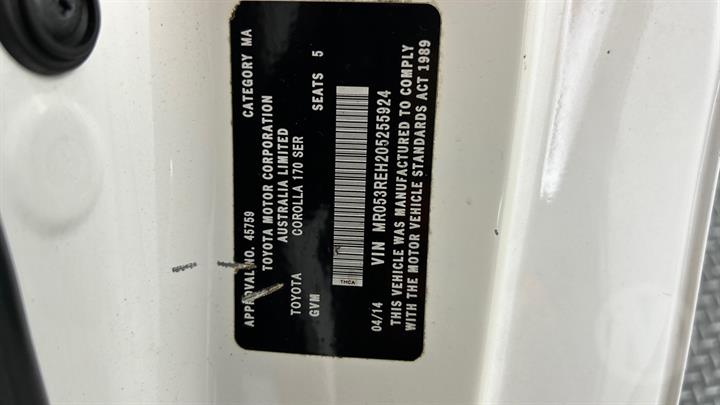 APPROVAL NO. 45759 CATEGORY MA
TOYOTA MOTOR CORPORATION
AUSTRALIA LIMITED
TOYOTA COROLLA 170 SER
GVM SEATS 5
THCA
04/14 VIN MR053REH205255924
THIS VEHICLE WAS MANUFACTURED TO COMPLY
WITH THE MOTOR VEHICLE STANDARDS ACT 1989